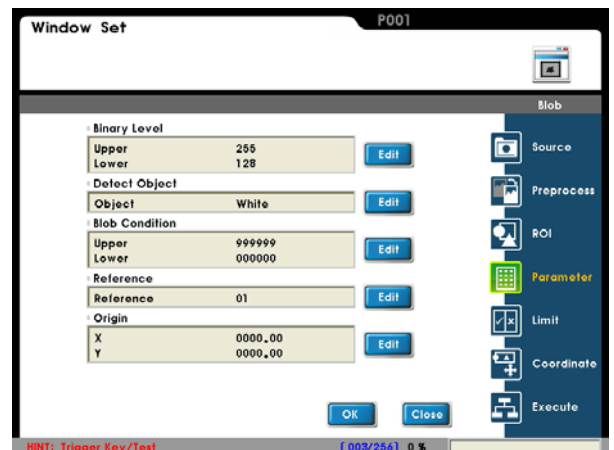 Window Set
P001
Blob
Binary Level
Upper 255
Lower 128
Edit
Detect Object
Object White
Edit
Blob Condition
Upper 999999
Lower 000000
Edit
Reference
Reference 01
Edit
Origin
X 0000.00
Y 0000.00
Edit
OK
Close
Source
Preprocess
ROI
Parameter
Limit
Coordinate
Execute
HINT: Trigger Key/Test
[003/256] 0 %